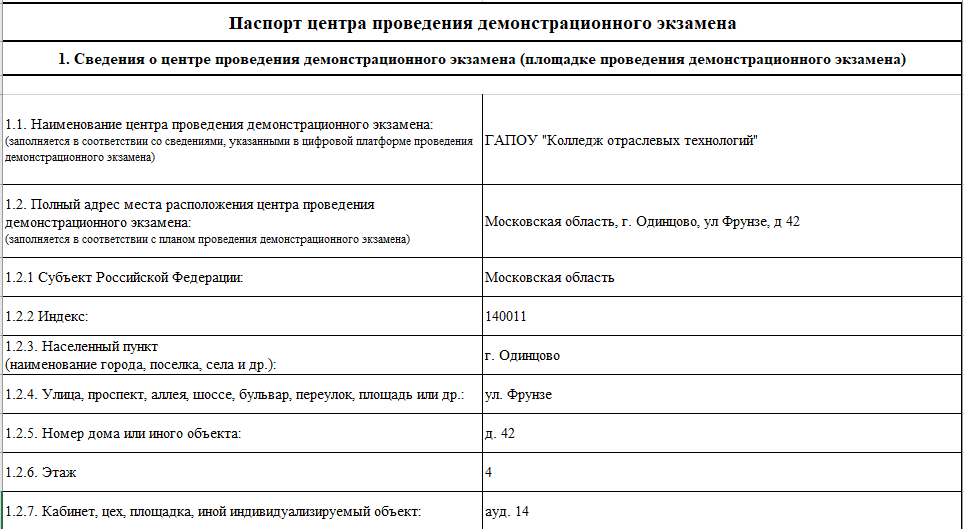 Паспорт центра проведения демонстрационного экзамена
1. Сведения о центре проведения демонстрационного экзамена (площадке проведения демонстрационного экзамена)
1.1. Наименование центра проведения демонстрационного экзамена:
(заполняется в соответствии со сведениями, указанными в цифровой платформе проведения
демонстрационного экзамена)
ГАПОУ "Колледж отраслевых технологий"
1.2. Полный адрес места расположения центра проведения
демонстрационного экзамена:
(заполняется в соответствии с планом проведения демонстрационного экзамена)
Московская область, г. Одинцово, ул Фрунзе, д 42
1.2.1 Субъект Российской Федерации:
Московская область
1.2.2 Индекс:
140011
1.2.3. Населенный пункт
(наименование города, поселка, села и др.):
г. Одинцово
1.2.4. Улица, проспект, аллея, шоссе, бульвар, переулок, площадь или др.:
ул. Фрунзе
1.2.5. Номер дома или иного объекта:
д. 42
1.2.6. Этаж
4
1.2.7. Кабинет, цех, площадка, иной индивидуализируемый объект:
ауд. 14